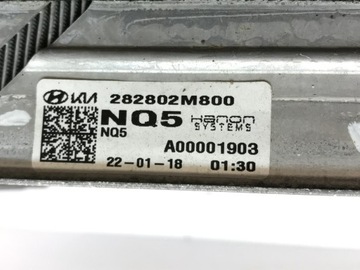 KIA 282802M800
NQ5 Hanon
SYSTEMS
NQ5
A00001903
22-01-18 01:30